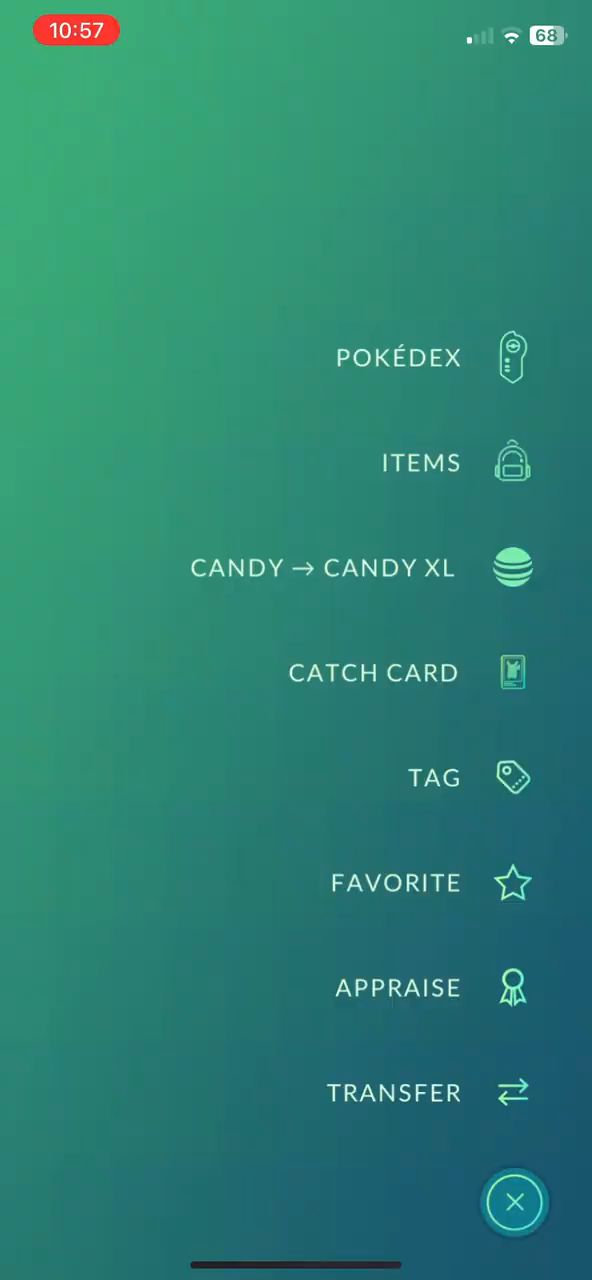 10:57
68
POKÉDEX
ITEMS
CANDY → CANDY XL
CATCH CARD
TAG
FAVORITE
APPRAISE
TRANSFER